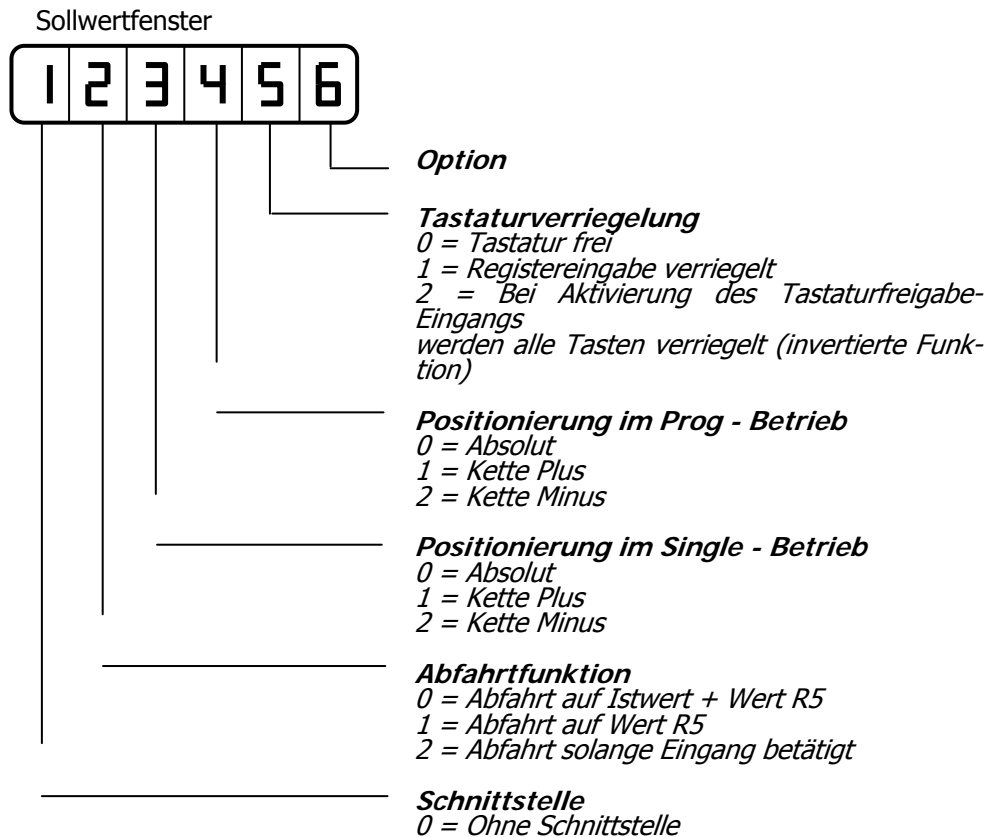 Sollwertfenster
1 2 3 4 5 6
Option
Tastaturverriegelung
0 = Tastatur frei
1 = Registereingabe verriegelt
2 = Bei Aktivierung des Tastaturfreigabe-
Eingangs
werden alle Tasten verriegelt (invertierte Funk-
tion)
Positionierung im Prog - Betrieb
0 = Absolut
1 = Kette Plus
2 = Kette Minus
Positionierung im Single - Betrieb
0 = Absolut
1 = Kette Plus
2 = Kette Minus
Abfahrtfunktion
0 = Abfahrt auf Istwert + Wert R5
1 = Abfahrt auf Wert R5
2 = Abfahrt solange Eingang betätigt
Schnittstelle
0 = Ohne Schnittstelle